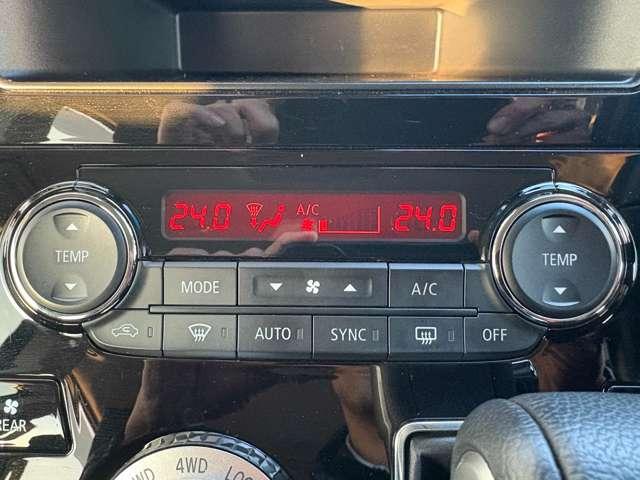 A/C
24.0 24.0
TEMP TEMP
MODE A/C
AUTO SYNC OFF
REAR
4WD